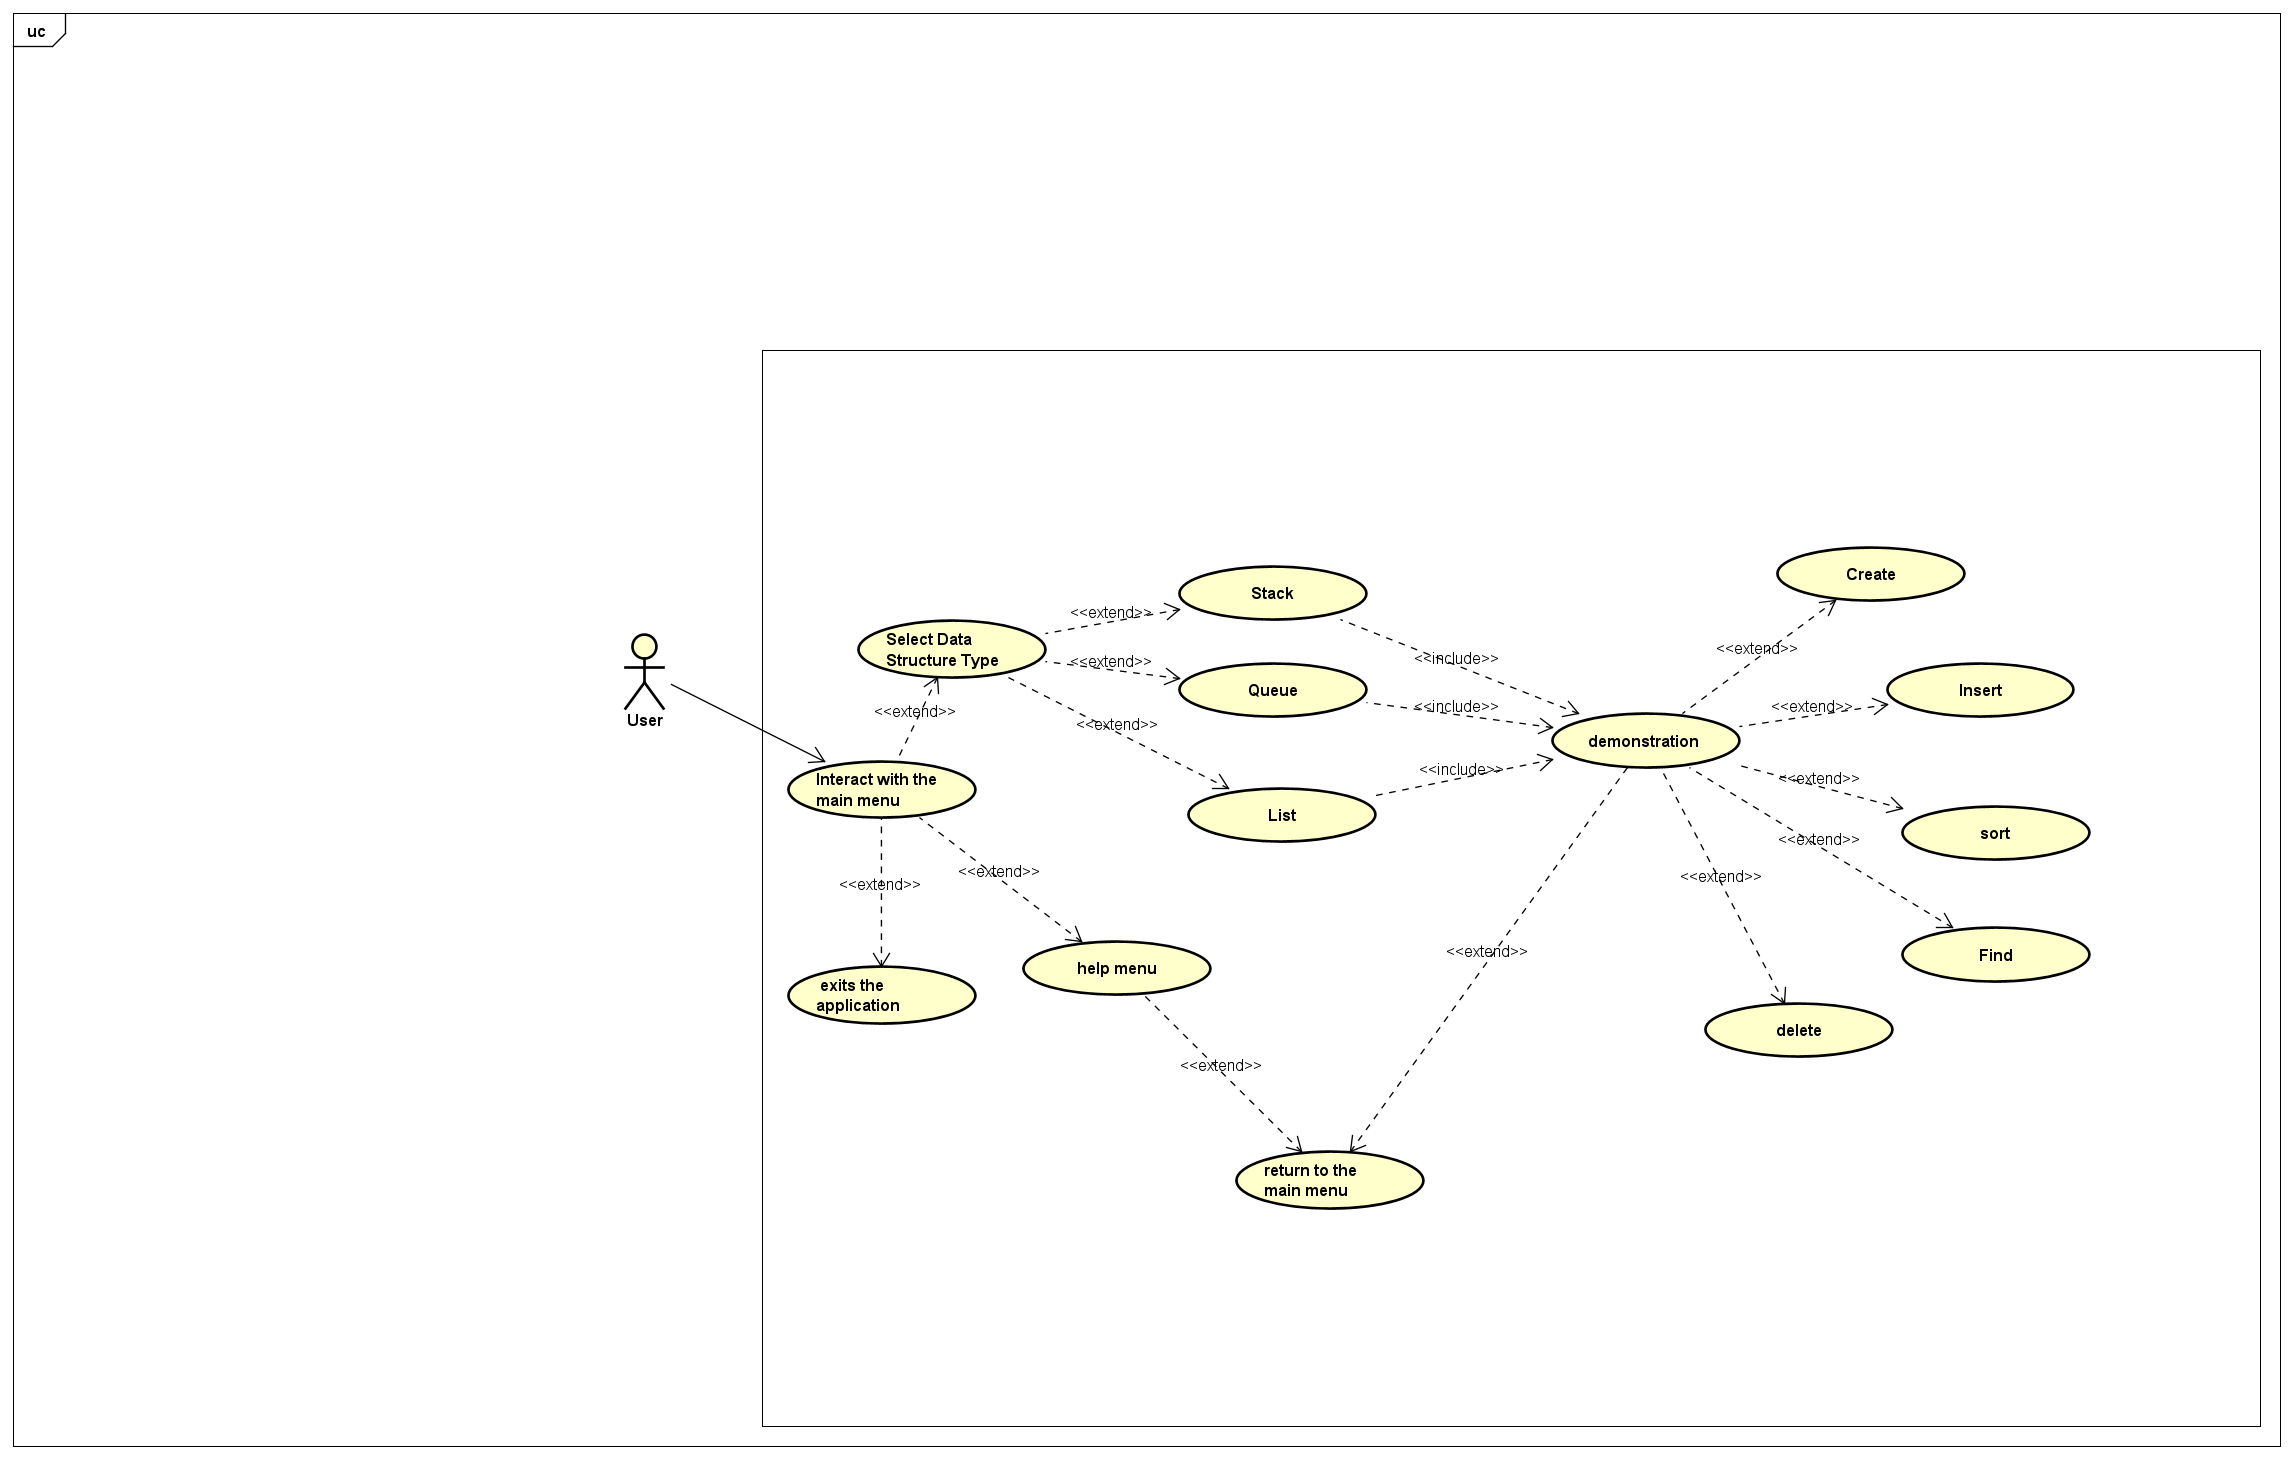 uc
Create
Stack
<<extend>>
Select Data
Structure Type
<<extend>>
<<extend>>
<<include>>
<<extend>>
Queue
Insert
User
<<extend>>
<<extend>>
<<include>>
<<extend>>
demonstration
Interact with the
main menu
<<include>>
<<extend>>
List
sort
<<extend>>
<<extend>>
<<extend>>
<<extend>>
<<extend>>
Find
help menu
exits the
application
delete
<<extend>>
return to the
main menu